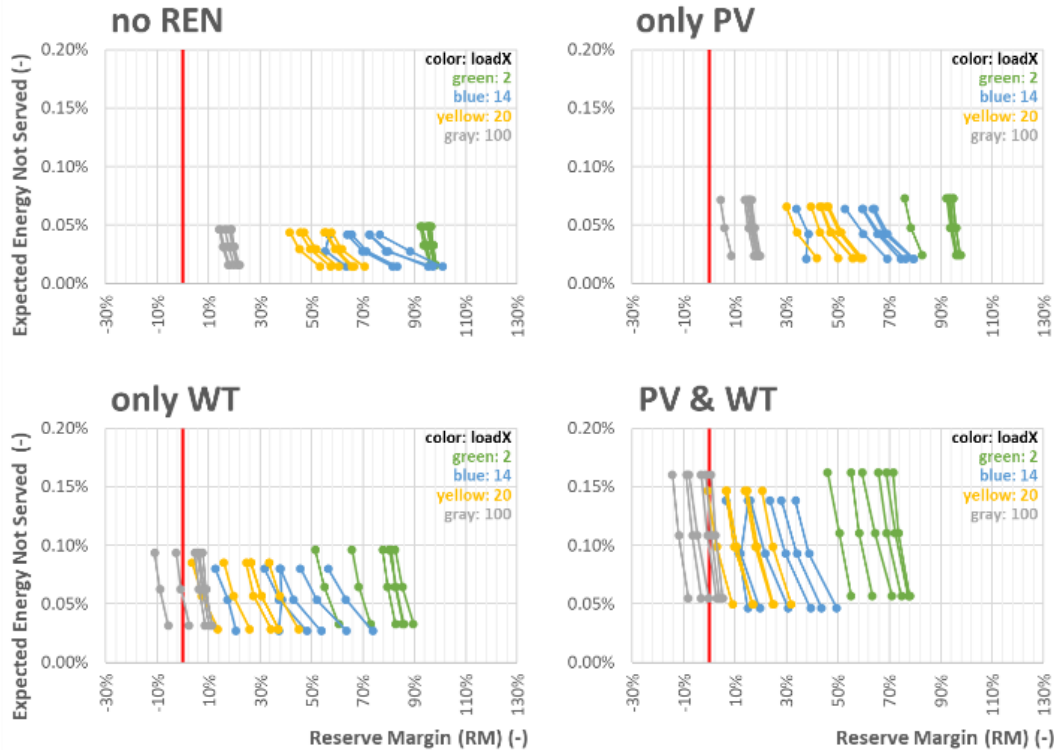 no REN
only PV
Expected Energy Not Served (-)
0.20%
0.15%
0.10%
0.05%
0.00%
color: loadX
green: 2
blue: 14
yellow: 20
gray: 100
-30%
-10%
10%
30%
50%
70%
90%
110%
130%
0.20%
0.15%
0.10%
0.05%
0.00%
color: loadX
green: 2
blue: 14
yellow: 20
gray: 100
-30%
-10%
10%
30%
50%
70%
90%
110%
130%
only WT
PV & WT
Expected Energy Not Served (-)
0.20%
0.15%
0.10%
0.05%
0.00%
color: loadX
green: 2
blue: 14
yellow: 20
gray: 100
-30%
-10%
10%
30%
50%
70%
90%
110%
130%
Reserve Margin (RM) (-)
0.20%
0.15%
0.10%
0.05%
0.00%
color: loadX
green: 2
blue: 14
yellow: 20
gray: 100
-30%
-10%
10%
30%
50%
70%
90%
110%
130%
Reserve Margin (RM) (-)